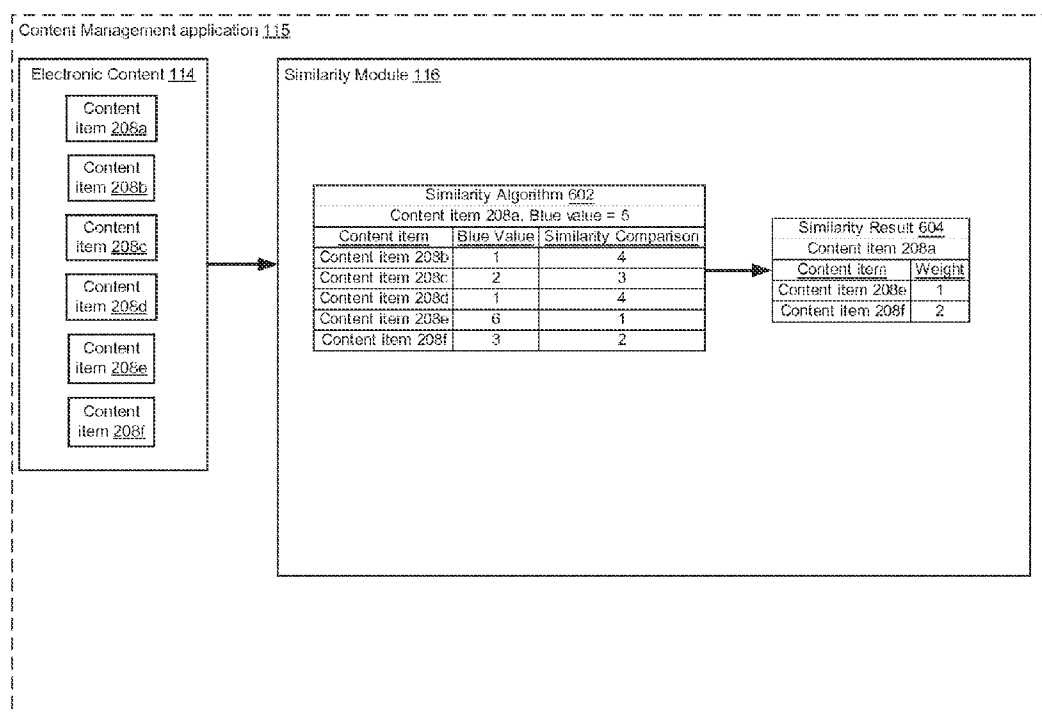 Content Management application 115
Electronic Content 114
Content
item 208a
Content
item 208b
Content
item 208c
Content
item 208d
Content
item 208e
Content
item 208f
Similarity Module 116
Similarity Algorithm 602
Content item 208a, Blue value = 5
Content item Blue Value Similarity Comparison
Content item 208b 1 4
Content item 208c 2 3
Content item 208d 1 4
Content item 208e 6 1
Content item 208f 3 2
Similarity Result 604
Content item 208a
Content item Weight
Content item 208e 1
Content item 208f 2